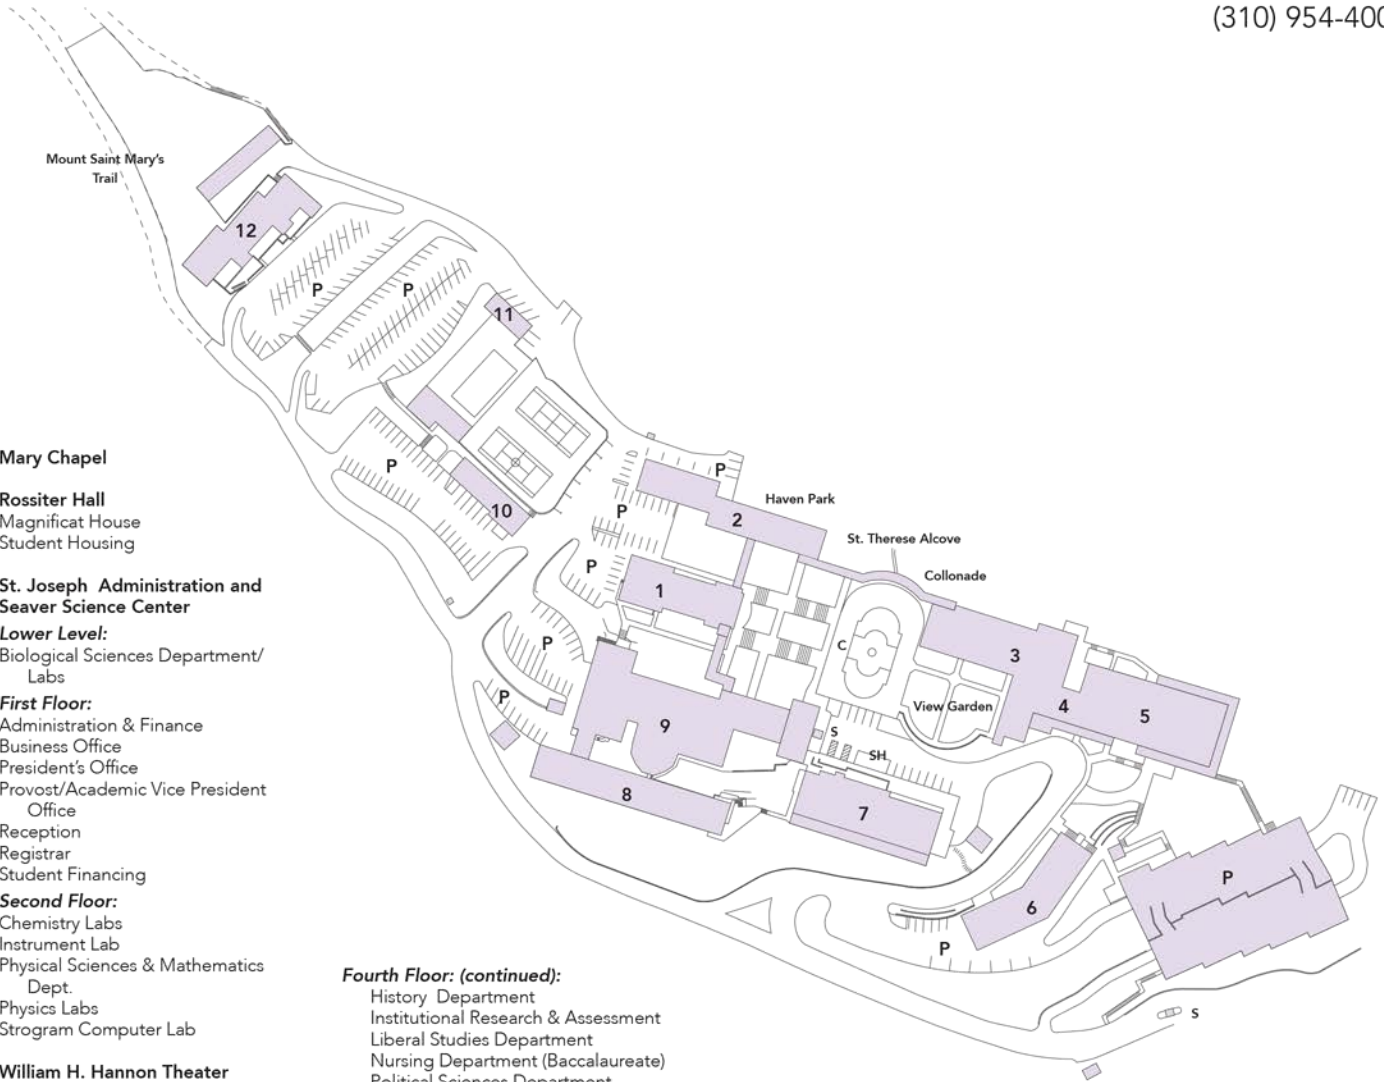 (310) 954-400
Mount Saint Mary's
Trail
12
P
P
11
Mary Chapel
P
P
Rossiter Hall
Magnificat House
Student Housing
10
P
2
Haven Park
St. Therese Alcove
Collonade
P
1
St. Joseph Administration and
Seaver Science Center
Lower Level:
Biological Sciences Department/
Labs
First Floor:
Administration & Finance
Business Office
President's Office
Provost/Academic Vice President
Office
Reception
Registrar
Student Financing
Second Floor:
Chemistry Labs
Instrument Lab
Physical Sciences & Mathematics
Dept.
Physics Labs
Strogram Computer Lab
William H. Hannon Theater
P
C
3
P
View Garden
4
5
9
S
SH
8
7
6
P
P
S
Fourth Floor: (continued):
History Department
Institutional Research & Assessment
Liberal Studies Department
Nursing Department (Baccalaureate)
Political Sciences Department